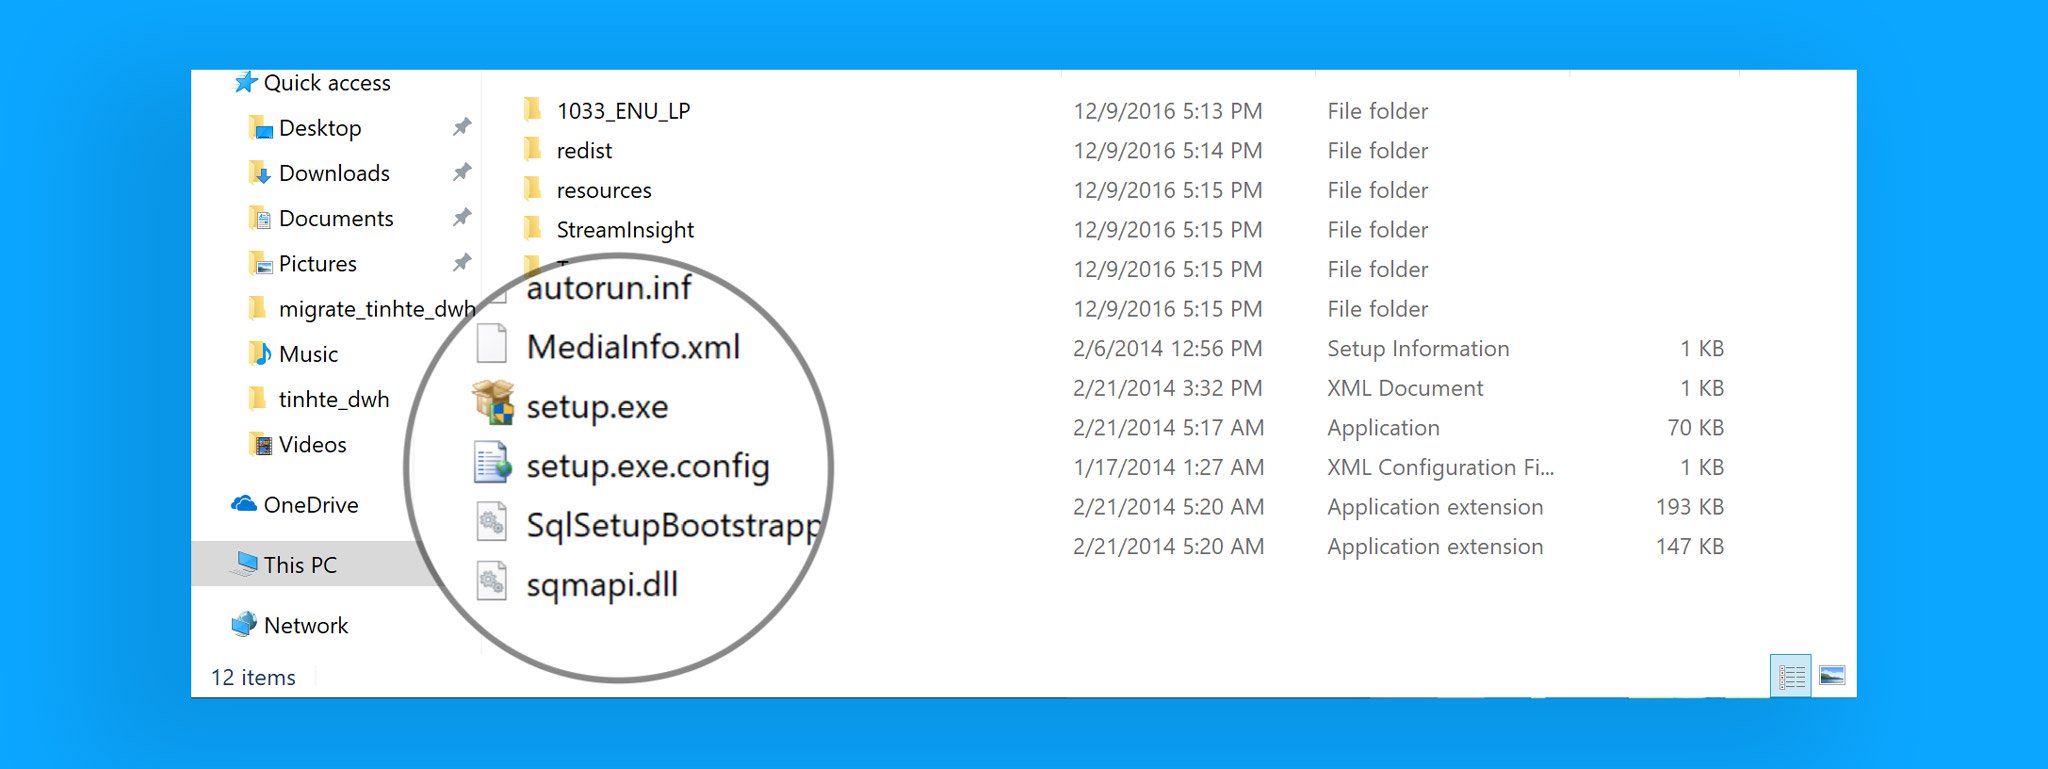 Quick access
Desktop
Downloads
Documents
Pictures
migrate_tinhte_dwh
Music
tinhte_dwh
Videos
OneDrive
This PC
Network
1033_ENU_LP 12/9/2016 5:13 PM File folder
redist 12/9/2016 5:14 PM File folder
resources 12/9/2016 5:15 PM File folder
StreamInsight 12/9/2016 5:15 PM File folder
12/9/2016 5:15 PM File folder
12/9/2016 5:15 PM File folder
autorun.inf 2/6/2014 12:56 PM Setup Information 1 KB
MediaInfo.xml 2/21/2014 3:32 PM XML Document 1 KB
setup.exe 2/21/2014 5:17 AM Application 70 KB
setup.exe.config 1/17/2014 1:27 AM XML Configuration Fi... 1 KB
SqlSetupBootstrapp 2/21/2014 5:20 AM Application extension 193 KB
sqmapi.dll 2/21/2014 5:20 AM Application extension 147 KB
12 items